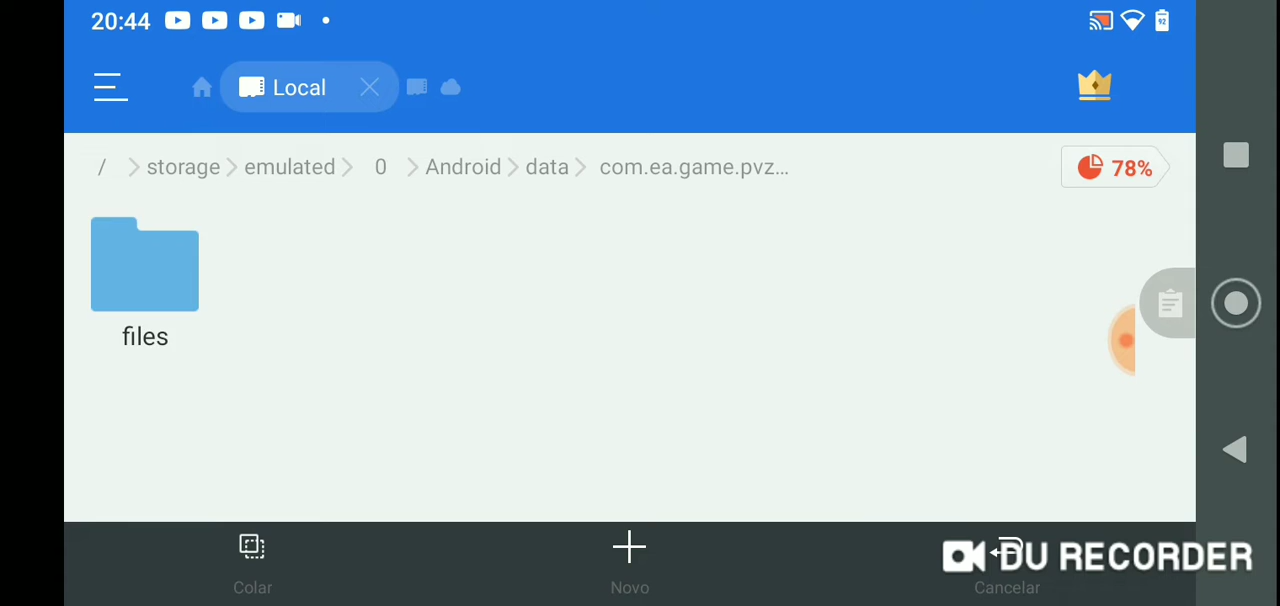 20:44
92
Local
/ storage emulated 0 Android data com.ea.game.pvz...
78%
files
Colar
Novo
Cancelar
DU RECORDER